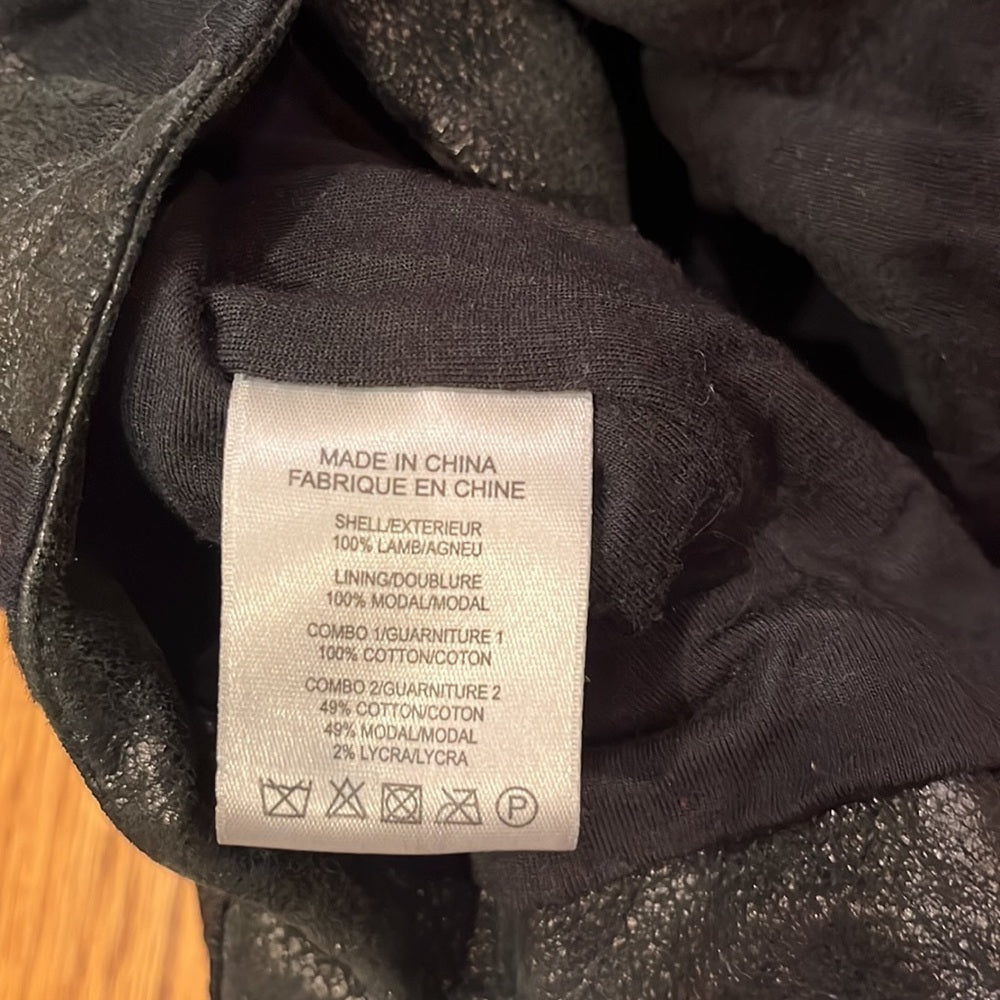 MADE IN CHINA
FABRIQUE EN CHINE
SHELL/EXTERIEUR
100% LAMB/AGNEU
LINING/DOUBLURE
100% MODAL/MODAL
COMBO 1/GUARNITURE 1
100% COTTON/COTON
COMBO 2/GUARNITURE 2
49% COTTON/COTON
49% MODAL/MODAL
2% LYCRA/LYCRA
P